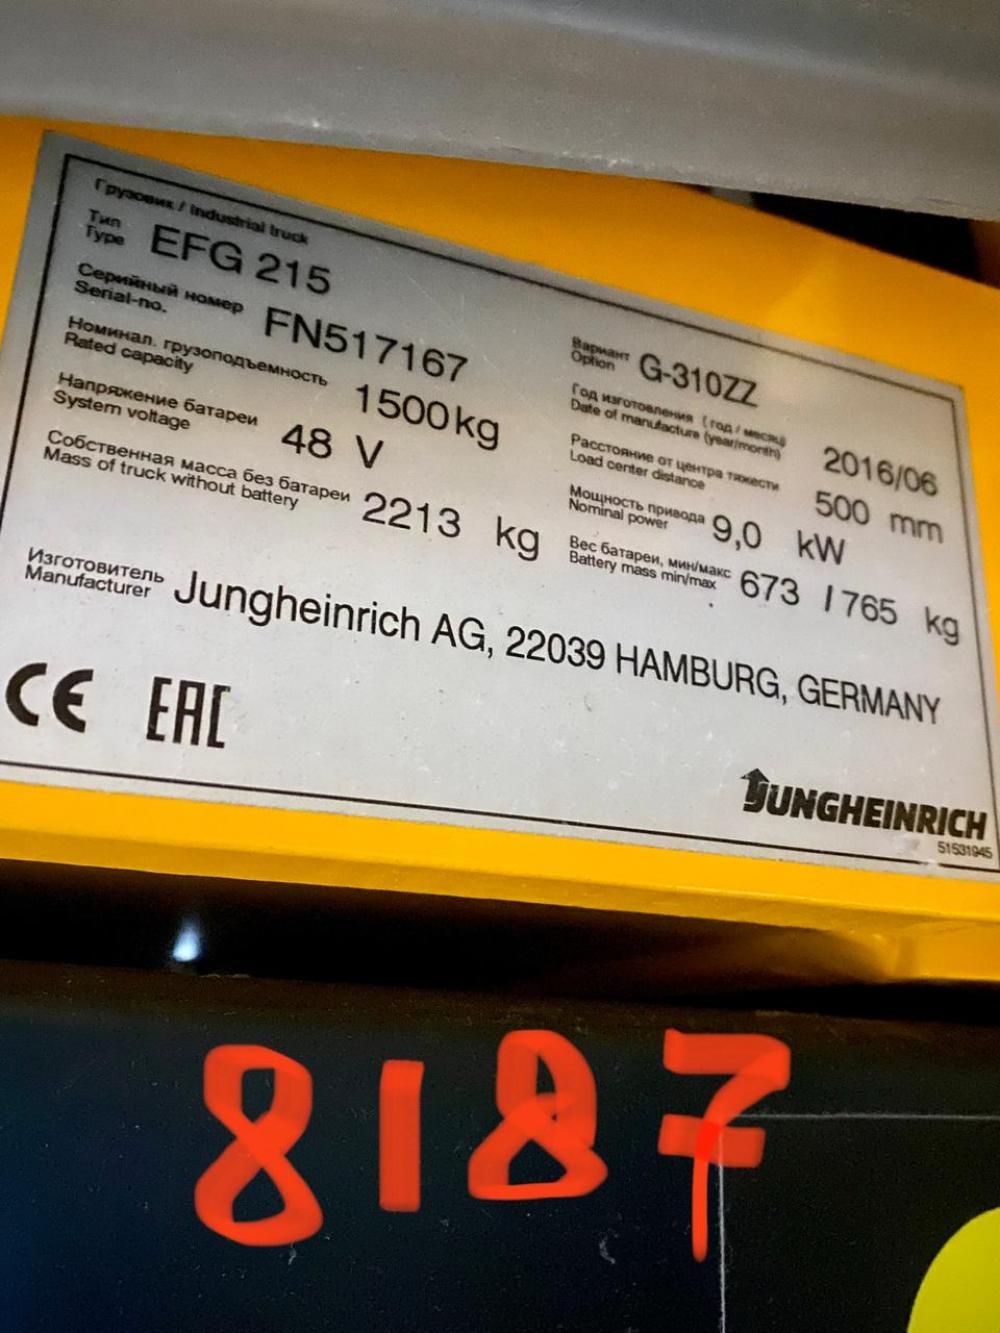 Грузовик / Industrial truck
Тип
Type
EFG 215
Серийный номер
Serial-no.
FN517167
Вариант
Option
G-310ZZ
Номинал. грузоподъемность
Rated capacity
1500 kg
Год изготовления (год / месяц)
Date of manufacture (year/month)
2016/06
Напряжение батареи
System voltage
48 V
Расстояние от центра тяжести
Load center distance
500 mm
Собственная масса без батареи
Mass of truck without battery
2213 kg
Мощность привода
Nominal power
9,0 kW
Вес батареи, мин/макс
Battery mass min/max
673 / 765 kg
Изготовитель
Manufacturer
Jungheinrich AG, 22039 HAMBURG, GERMANY
CE EAC
JUNGHEINRICH
51531945
8187